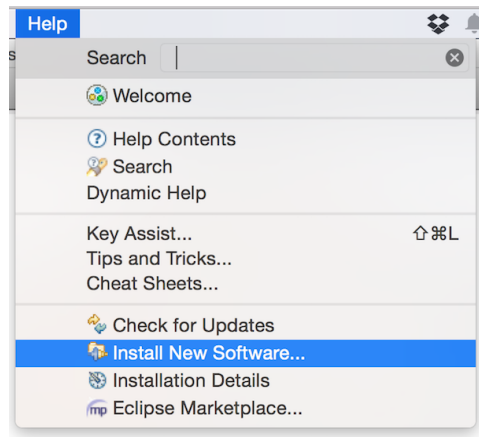 Help
s
Search
Welcome
? Help Contents
Search
Dynamic Help
Key Assist... ⇧⌘L
Tips and Tricks...
Cheat Sheets...
Check for Updates
Install New Software...
Installation Details
mp Eclipse Marketplace...